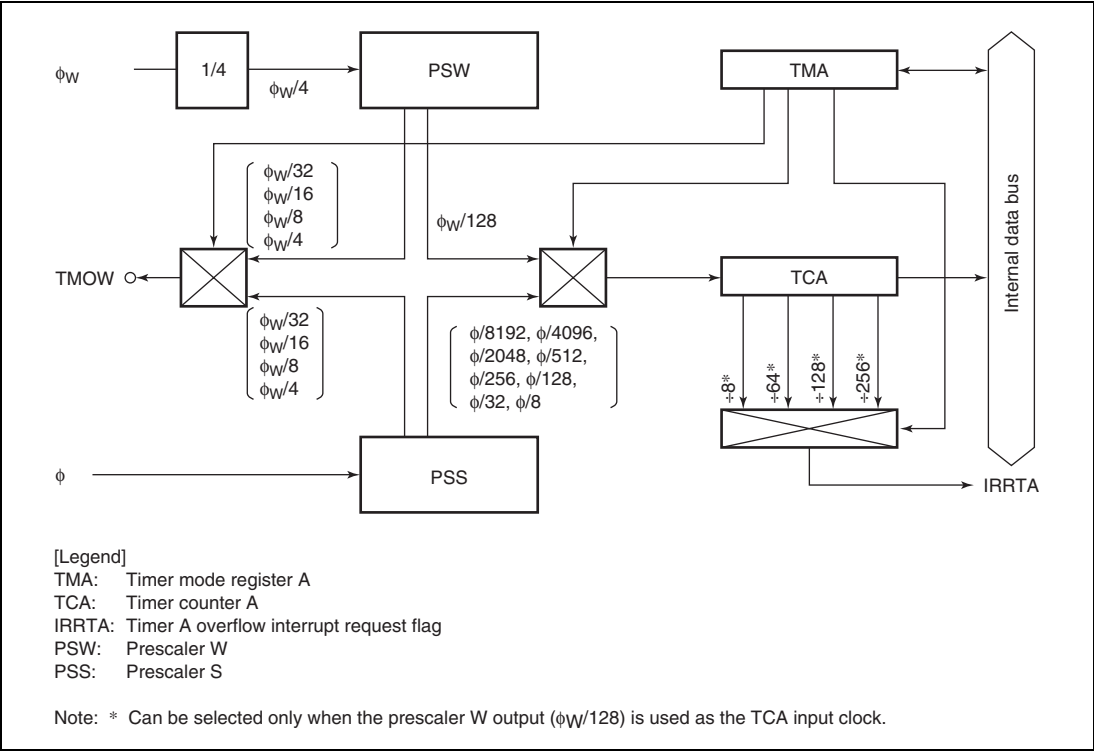 ϕW
1/4
ϕW/4
PSW
TMA
ϕW/32
ϕW/16
ϕW/8
ϕW/4
ϕW/128
Internal data bus
TMOW
TCA
ϕW/32
ϕW/16
ϕW/8
ϕW/4
ϕ/8192, ϕ/4096,
ϕ/2048, ϕ/512,
ϕ/256, ϕ/128,
ϕ/32, ϕ/8
÷8*
÷64*
÷128*
÷256*
ϕ
PSS
IRRTA
[Legend]
TMA: Timer mode register A
TCA: Timer counter A
IRRTA: Timer A overflow interrupt request flag
PSW: Prescaler W
PSS: Prescaler S
Note: * Can be selected only when the prescaler W output (ϕW/128) is used as the TCA input clock.